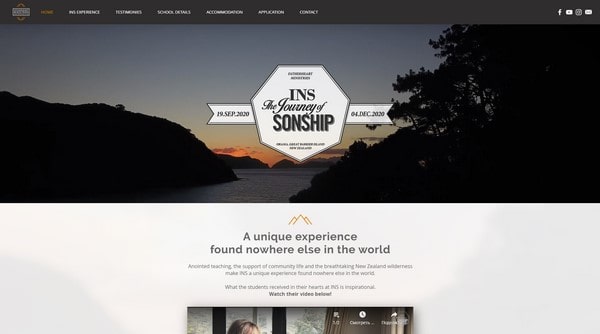 HOME
INS EXPERIENCE
TESTIMONIES
SCHOOL DETAILS
ACCOMMODATION
APPLICATION
CONTACT
FATHERHEART
MINISTRIES
INS
The Journey of
SONSHIP
19.SEP.2020
04.DEC.2020
ORAMA, GREAT BARRIER ISLAND
NEW ZEALAND
A unique experience
found nowhere else in the world
Anointed teaching, the support of community life and the breathtaking New Zealand wilderness
make INS a unique experience found nowhere else in the world.
What the students received in their hearts at INS is inspirational.
Watch their video below!
1/2
Смотреть ...